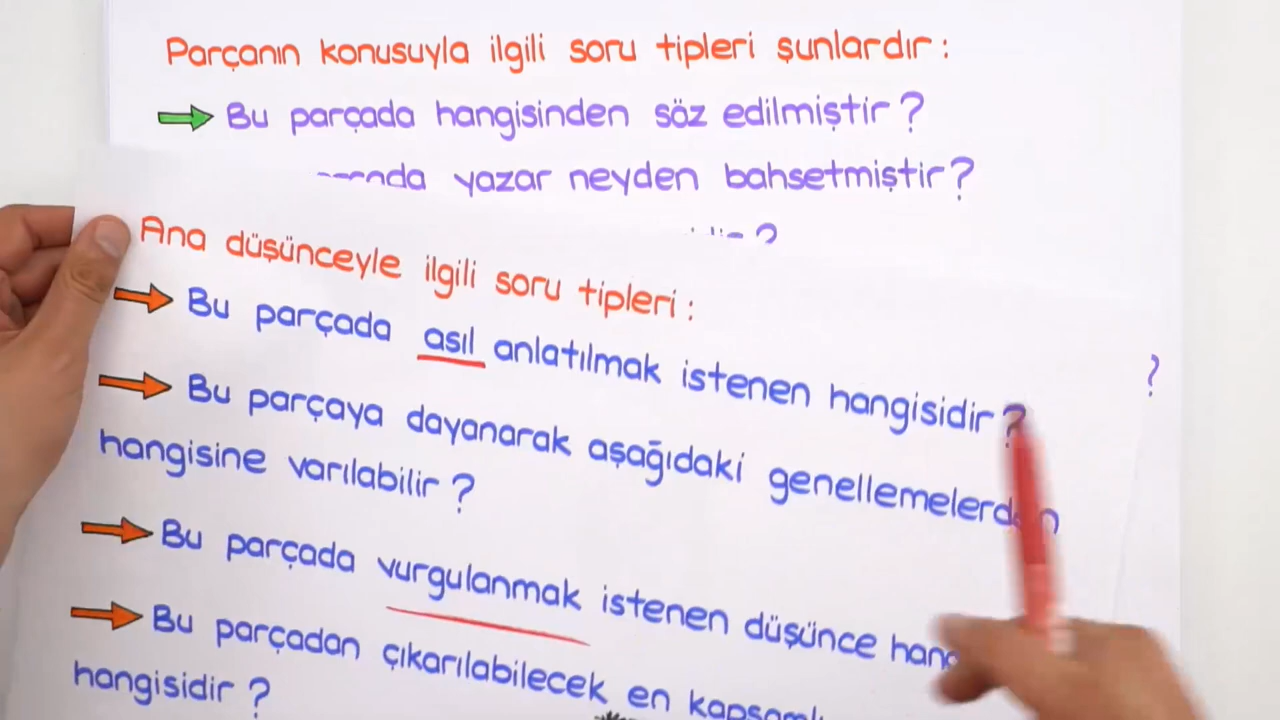 Parçanın konusuyla ilgili soru tipleri şunlardır :
Bu parçada hangisinden söz edilmiştir ?
yazar neyden bahsetmiştir ?
?
Ana düşünceyle ilgili soru tipleri :
Bu parçada asıl anlatılmak istenen hangisidir ?
?
Bu parçaya dayanarak aşağıdaki genellemelerden
hangisine varılabilir ?
Bu parçada vurgulanmak istenen düşünce
Bu parçadan çıkarılabilecek en
hangisidir ?